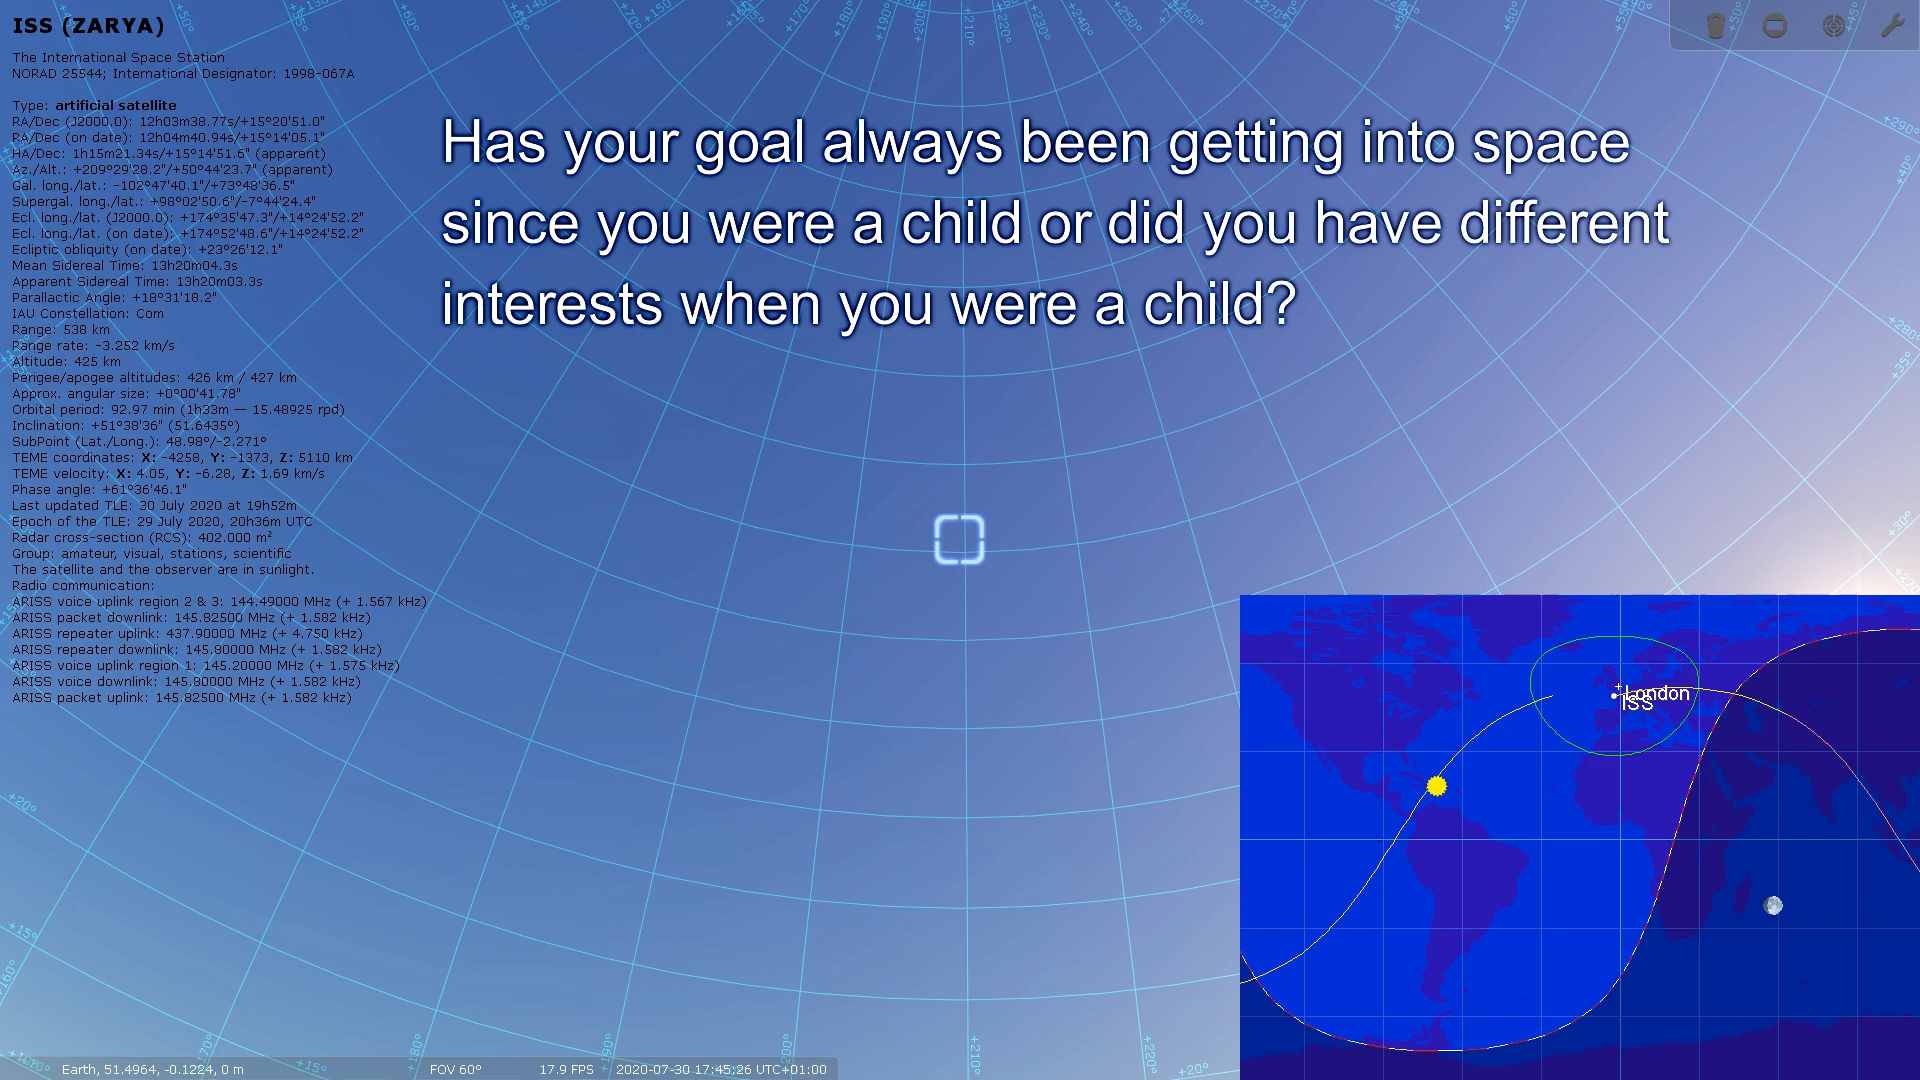 ISS (ZARYA)
The International Space Station
NORAD 25544; International Designator: 1998-067A
Type: artificial satellite
RA/Dec (J2000.0): 12h03m38.77s/+15°20'51.0"
RA/Dec (on date): 12h04m40.94s/+15°14'05.1"
HA/Dec: 1h15m21.34s/+15°14'51.6" (apparent)
Az./Alt.: +209°29'28.2"/+50°44'23.7" (apparent)
Gal. long./lat.: -102°47'40.1"/+73°48'36.5"
Supergal. long./lat.: +98°02'50.6"/-7°44'24.4"
Ecl. long./lat. (J2000.0): +174°35'47.3"/+14°24'52.2"
Ecl. long./lat. (on date): +174°52'48.6"/+14°24'52.2"
Ecliptic obliquity (on date): +23°26'12.1"
Mean Sidereal Time: 13h20m04.3s
Apparent Sidereal Time: 13h20m03.3s
Parallactic Angle: +18°31'18.2"
IAU Constellation: Com
Range: 538 km
Range rate: -3.252 km/s
Altitude: 425 km
Perigee/apogee altitudes: 426 km / 427 km
Approx. angular size: +0°00'41.78"
Orbital period: 92.97 min (1h33m — 15.48925 rpd)
Inclination: +51°38'36" (51.6435°)
SubPoint (Lat./Long.): 48.98°/-2.271°
TEME coordinates: X: -4258, Y: -1373, Z: 5110 km
TEME velocity: X: 4.05, Y: -6.28, Z: 1.69 km/s
Phase angle: +61°36'46.1"
Last updated TLE: 30 July 2020 at 19h52m
Epoch of the TLE: 29 July 2020, 20h36m UTC
Radar cross-section (RCS): 402.000 m²
Group: amateur, visual, stations, scientific
The satellite and the observer are in sunlight.
Radio communication:
ARISS voice uplink region 2 & 3: 144.49000 MHz (+ 1.567 kHz)
ARISS packet downlink: 145.82500 MHz (+ 1.582 kHz)
ARISS repeater uplink: 437.90000 MHz (+ 4.750 kHz)
ARISS repeater downlink: 145.80000 MHz (+ 1.582 kHz)
ARISS voice uplink region 1: 145.20000 MHz (+ 1.575 kHz)
ARISS voice downlink: 145.80000 MHz (+ 1.582 kHz)
ARISS packet uplink: 145.82500 MHz (+ 1.582 kHz)
Has your goal always been getting into space
since you were a child or did you have different
interests when you were a child?
+290°
+40°
+280°
+35°
+30°
London
ISS
+20°
+15°
+160°
+170°
+15°
+180°
+190°
+210°
+220°
+20°
Earth, 51.4964, -0.1224, 0 m
FOV 60°
17.9 FPS
2020-07-30 17:45:26 UTC+01:00